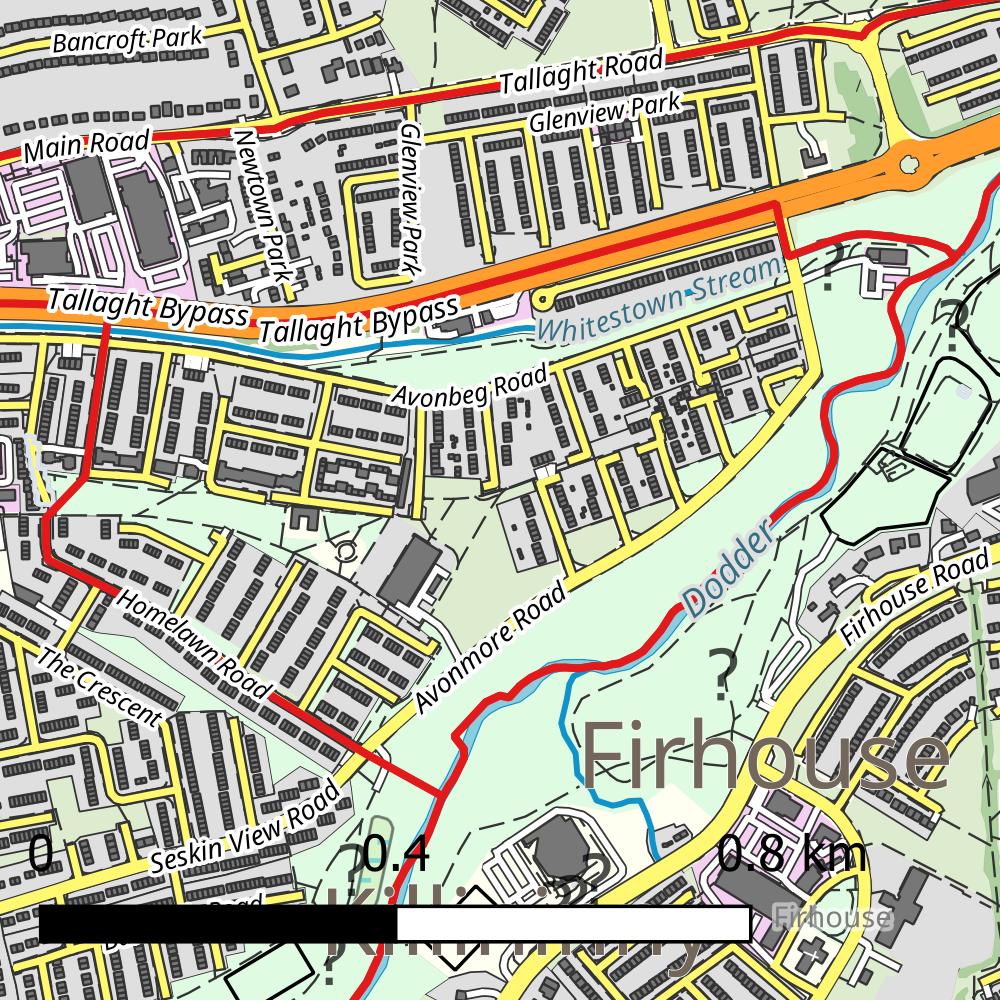 Bancroft Park
Tallaght Road
Glenview Park
Main Road
Newtown Park
Glenview Park
Whitestown Stream
Tallaght Bypass
Tallaght Bypass
?
?
Avonbeg Road
Dodder
Firhouse Road
Homelawn Road
Avonmore Road
The Crescent
?
Firhouse
Seskin View Road
0
0.4
0.8 km
?
?
Road
Firhouse
?